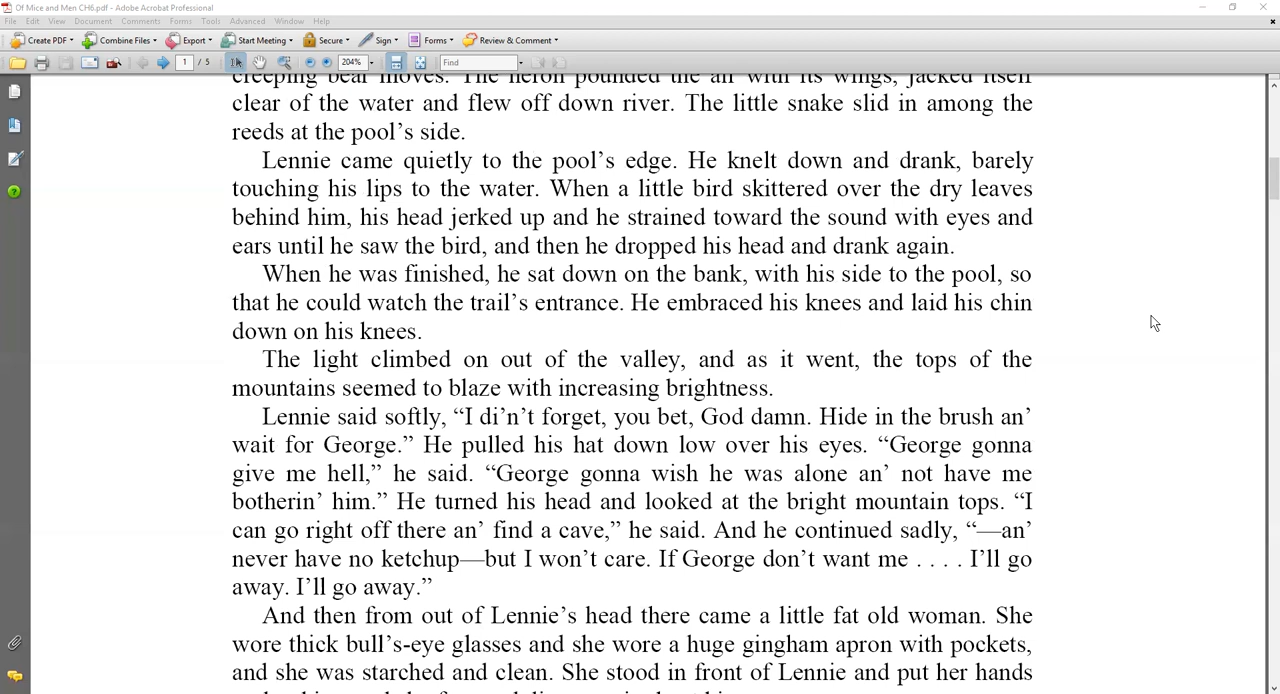 Of Mice and Men CH6.pdf - Adobe Acrobat Professional
File Edit View Document Comments Forms Tools Advanced Window Help
Create PDF Combine Files Export Start Meeting Secure Sign Forms Review & Comment
1 / 5 204% Find
creeping bear moves. The heron pounded the air with its wings, jacked itself
clear of the water and flew off down river. The little snake slid in among the
reeds at the pool’s side.
Lennie came quietly to the pool’s edge. He knelt down and drank, barely
touching his lips to the water. When a little bird skittered over the dry leaves
behind him, his head jerked up and he strained toward the sound with eyes and
ears until he saw the bird, and then he dropped his head and drank again.
When he was finished, he sat down on the bank, with his side to the pool, so
that he could watch the trail’s entrance. He embraced his knees and laid his chin
down on his knees.
The light climbed on out of the valley, and as it went, the tops of the
mountains seemed to blaze with increasing brightness.
Lennie said softly, “I di’n’t forget, you bet, God damn. Hide in the brush an’
wait for George.” He pulled his hat down low over his eyes. “George gonna
give me hell,” he said. “George gonna wish he was alone an’ not have me
botherin’ him.” He turned his head and looked at the bright mountain tops. “I
can go right off there an’ find a cave,” he said. And he continued sadly, “—an’
never have no ketchup—but I won’t care. If George don’t want me . . . . I’ll go
away. I’ll go away.”
And then from out of Lennie’s head there came a little fat old woman. She
wore thick bull’s-eye glasses and she wore a huge gingham apron with pockets,
and she was starched and clean. She stood in front of Lennie and put her hands